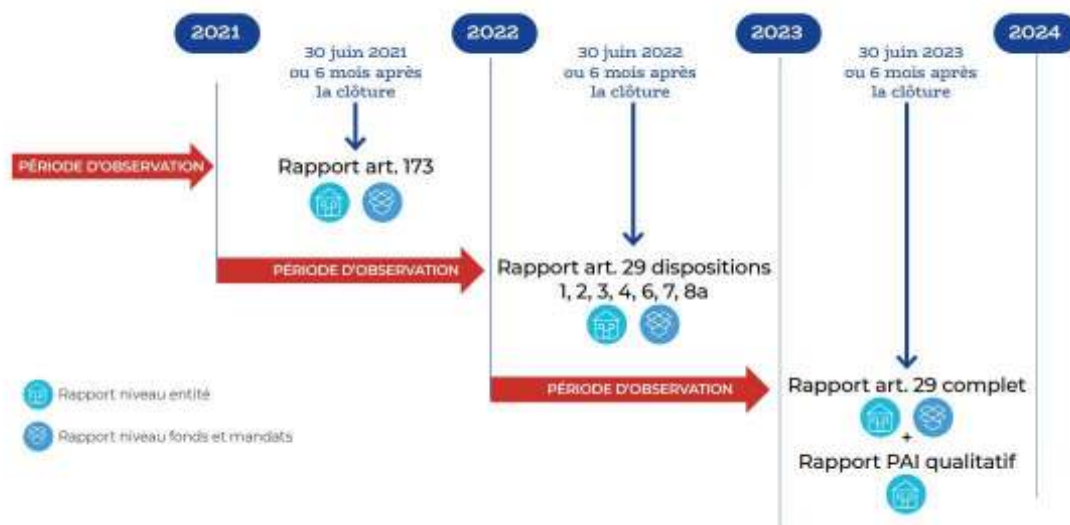 2021
2022
2023
2024
30 juin 2021
ou 6 mois après
la clôture
30 juin 2022
ou 6 mois après
la clôture
30 juin 2023
ou 6 mois après
la clôture
PÉRIODE D'OBSERVATION
Rapport art. 173
PÉRIODE D'OBSERVATION
Rapport art. 29 dispositions
1, 2, 3, 4, 6, 7, 8a
PÉRIODE D'OBSERVATION
Rapport art. 29 complet
+
Rapport PAI qualitatif
Rapport niveau entité
Rapport niveau fonds et mandats